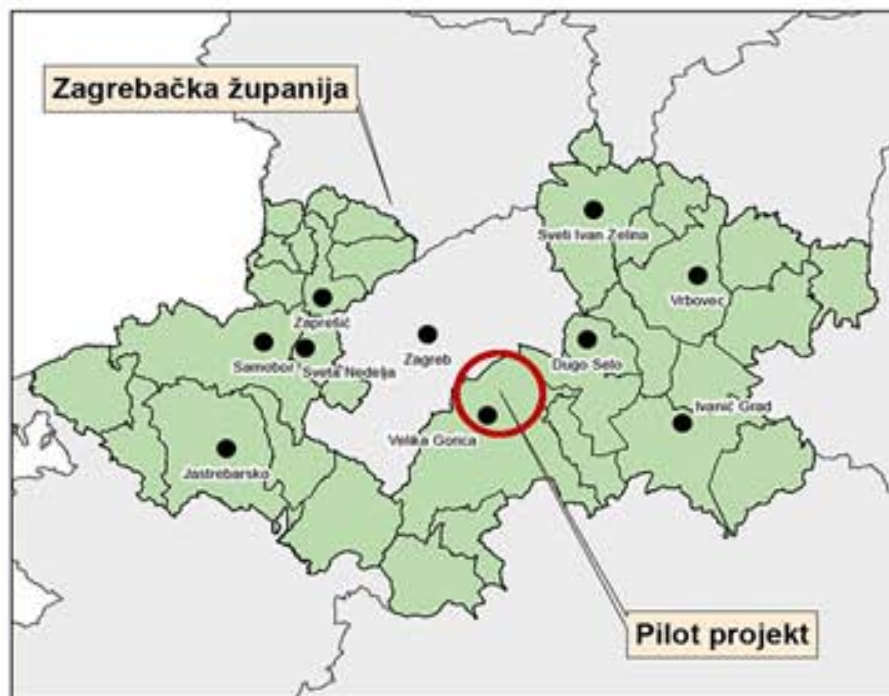 Zagrebačka županija
Sveti Ivan Zelina
Vrbovec
Zaprešić
Samobor
Sveta Nedelja
Zagreb
Dugo Selo
Ivanić Grad
Velika Gorica
Jastrebarsko
Pilot projekt